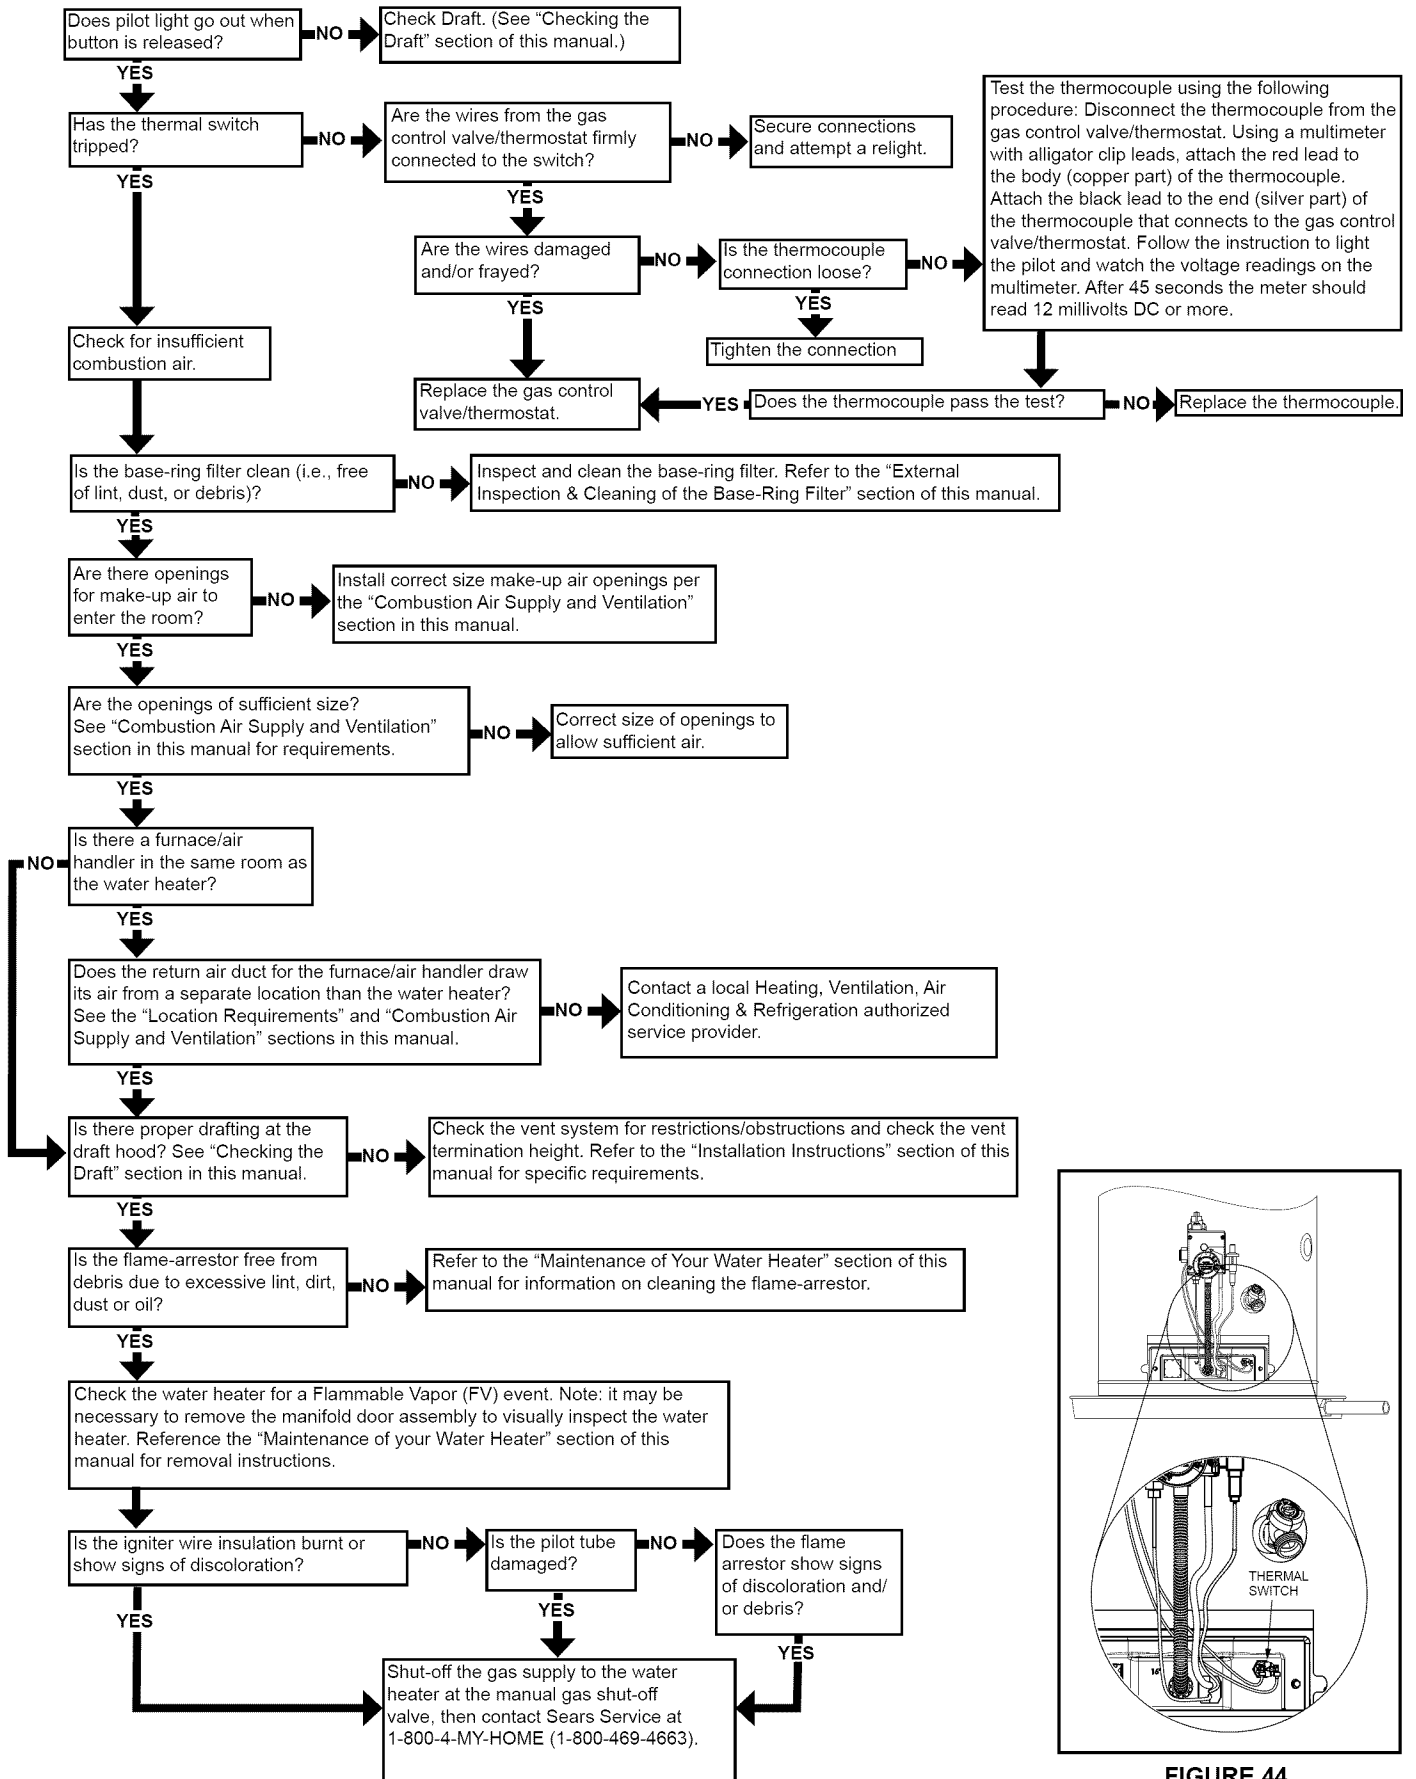 Does pilot light go out when
button is released?
NO
Check Draft. (See “Checking the
Draft” section of this manual.)
YES
Has the thermal switch
tripped?
NO
Are the wires from the gas
control valve/thermostat firmly
connected to the switch?
NO
Secure connections
and attempt a relight.
Test the thermocouple using the following
procedure: Disconnect the thermocouple from the
gas control valve/thermostat. Using a multimeter
with alligator clip leads, attach the red lead to
the body (copper part) of the thermocouple.
Attach the black lead to the end (silver part) of
the thermocouple that connects to the gas control
valve/thermostat. Follow the instruction to light
the pilot and watch the voltage readings on the
multimeter. After 45 seconds the meter should
read 12 millivolts DC or more.
YES
YES
Are the wires damaged
and/or frayed?
NO
Is the thermocouple
connection loose?
NO
YES
YES
Tighten the connection
Check for insufficient
combustion air.
Replace the gas control
valve/thermostat.
YES
Does the thermocouple pass the test?
NO
Replace the thermocouple.
Is the base-ring filter clean (i.e., free
of lint, dust, or debris)?
NO
Inspect and clean the base-ring filter. Refer to the “External
Inspection & Cleaning of the Base-Ring Filter” section of this manual.
YES
Are there openings
for make-up air to
enter the room?
NO
Install correct size make-up air openings per
the “Combustion Air Supply and Ventilation”
section in this manual.
YES
Are the openings of sufficient size?
See “Combustion Air Supply and Ventilation”
section in this manual for requirements.
NO
Correct size of openings to
allow sufficient air.
YES
Is there a furnace/air
handler in the same room as
the water heater?
NO
YES
Does the return air duct for the furnace/air handler draw
its air from a separate location than the water heater?
See the “Location Requirements” and “Combustion Air
Supply and Ventilation” sections in this manual.
NO
Contact a local Heating, Ventilation, Air
Conditioning & Refrigeration authorized
service provider.
YES
Is there proper drafting at the
draft hood? See “Checking the
Draft” section in this manual.
NO
Check the vent system for restrictions/obstructions and check the vent
termination height. Refer to the “Installation Instructions” section of this
manual for specific requirements.
YES
Is the flame-arrestor free from
debris due to excessive lint, dirt,
dust or oil?
NO
Refer to the “Maintenance of Your Water Heater” section of this
manual for information on cleaning the flame-arrestor.
YES
Check the water heater for a Flammable Vapor (FV) event. Note: it may be
necessary to remove the manifold door assembly to visually inspect the water
heater. Reference the “Maintenance of your Water Heater” section of this
manual for removal instructions.
Is the igniter wire insulation burnt or
show signs of discoloration?
NO
Is the pilot tube
damaged?
NO
Does the flame
arrestor show signs
of discoloration and/
or debris?
YES
YES
YES
Shut-off the gas supply to the water
heater at the manual gas shut-off
valve, then contact Sears Service at
1-800-4-MY-HOME (1-800-469-4663).
THERMAL
SWITCH
FIGURE 44